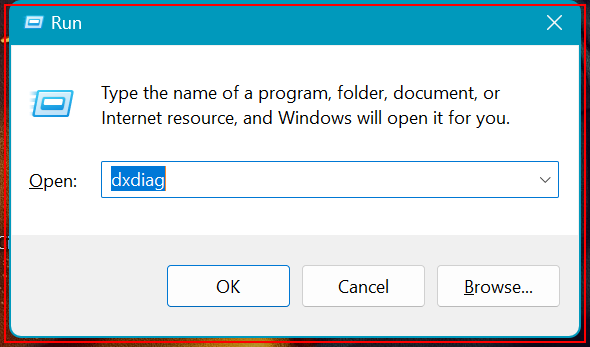 Run
Type the name of a program, folder, document, or
Internet resource, and Windows will open it for you.
Open: dxdiag
OK Cancel Browse...